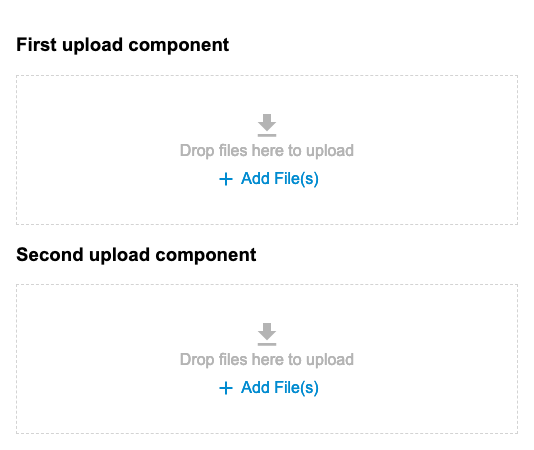 First upload component
Drop files here to upload
+ Add File(s)
Second upload component
Drop files here to upload
+ Add File(s)